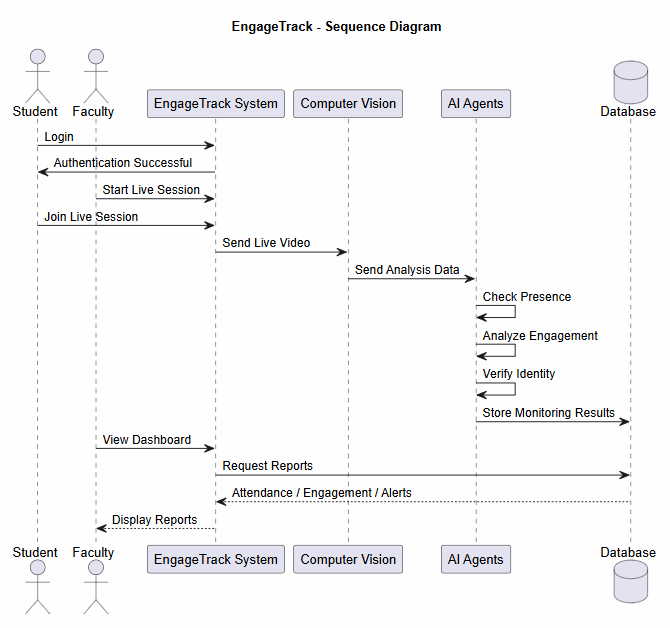 EngageTrack - Sequence Diagram
Student
Faculty
EngageTrack System
Computer Vision
AI Agents
Database
Login
Authentication Successful
Start Live Session
Join Live Session
Send Live Video
Send Analysis Data
Check Presence
Analyze Engagement
Verify Identity
Store Monitoring Results
View Dashboard
Request Reports
Attendance / Engagement / Alerts
Display Reports
Student
Faculty
EngageTrack System
Computer Vision
AI Agents
Database